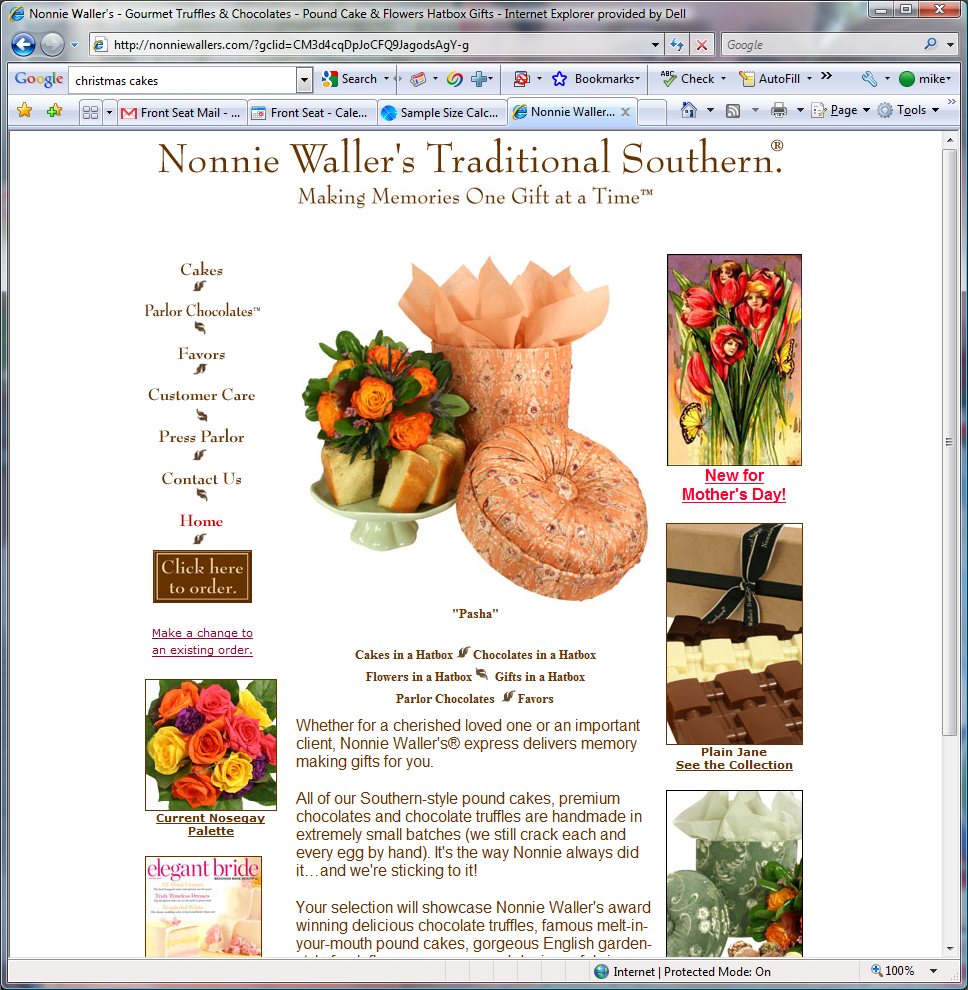 Nonnie Waller's - Gourmet Truffles & Chocolates - Pound Cake & Flowers Hatbox Gifts - Internet Explorer provided by Dell
http://nonniewallers.com/?gclid=CM3d4cqDpJoCFQ9JagodsAgY-g
Google
Google christmas cakes Search Bookmarks Check AutoFill mike
Front Seat Mail - ... Front Seat - Cale... Sample Size Calc... Nonnie Waller... Page Tools
Nonnie Waller's Traditional Southern.®
Making Memories One Gift at a Time™
Cakes
Parlor Chocolates™
Favors
Customer Care
Press Parlor
Contact Us
Home
Click here
to order.
Make a change to
an existing order.
Current Nosegay
Palette
elegant bride
"Pasha"
Cakes in a Hatbox Chocolates in a Hatbox
Flowers in a Hatbox Gifts in a Hatbox
Parlor Chocolates Favors
Whether for a cherished loved one or an important
client, Nonnie Waller's® express delivers memory
making gifts for you.
All of our Southern-style pound cakes, premium
chocolates and chocolate truffles are handmade in
extremely small batches (we still crack each and
every egg by hand). It's the way Nonnie always did
it...and we're sticking to it!
Your selection will showcase Nonnie Waller's award
winning delicious chocolate truffles, famous melt-in-
your-mouth pound cakes, gorgeous English garden-
New for
Mother's Day!
Plain Jane
See the Collection
Internet | Protected Mode: On
100%